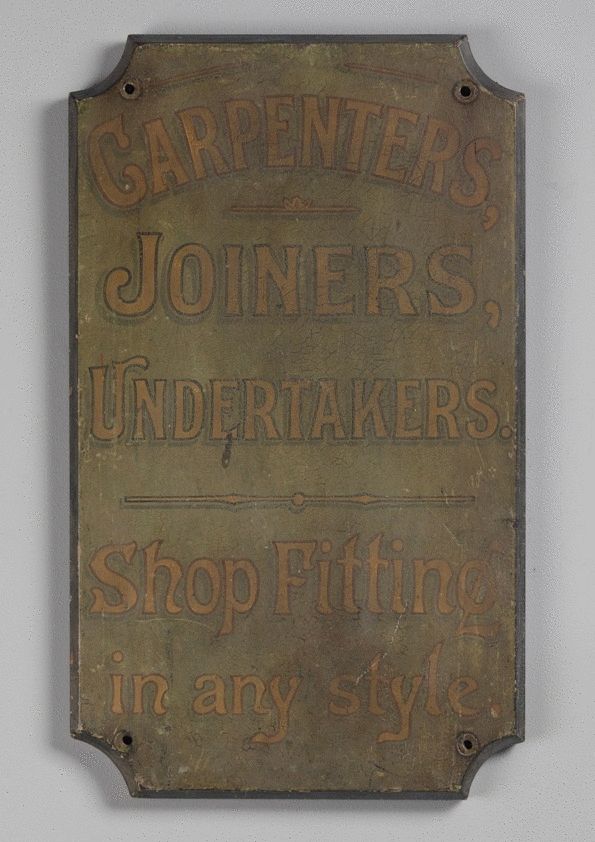 CARPENTERS,
JOINERS,
UNDERTAKERS.
Shop Fitting
in any style.